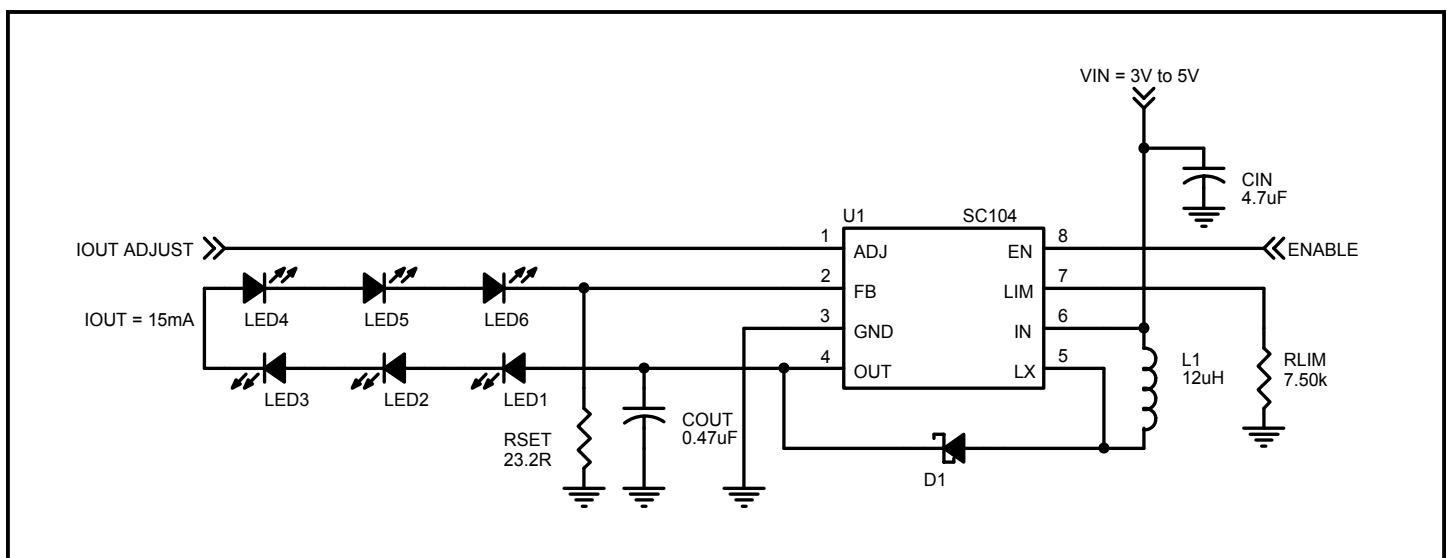 VIN = 3V to 5V
CIN
4.7uF
U1
SC104
IOUT ADJUST
1
ADJ
EN
8
ENABLE
2
FB
LIM
7
LED4
LED5
LED6
IOUT = 15mA
3
GND
IN
6
4
OUT
LX
5
L1
12uH
RLIM
7.50k
LED3
LED2
LED1
RSET
23.2R
COUT
0.47uF
D1